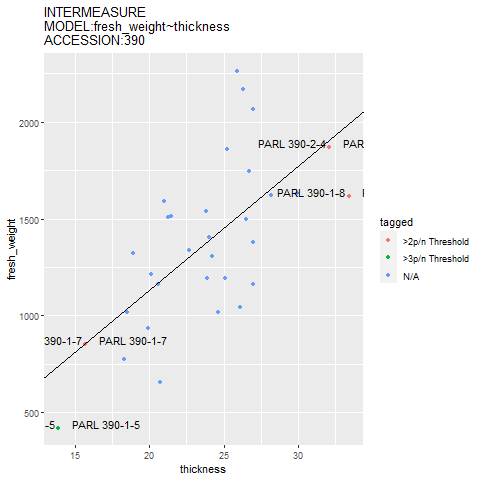 INTERMEASURE
MODEL:fresh_weight~thickness
ACCESSION:390
2000
1500
1000
500
fresh_weight
PARL 390-2-4 PAR
PARL 390-1-8
390-1-7 PARL 390-1-7
-5 PARL 390-1-5
15 20 25 30
thickness
tagged
>2p/n Threshold
>3p/n Threshold
N/A